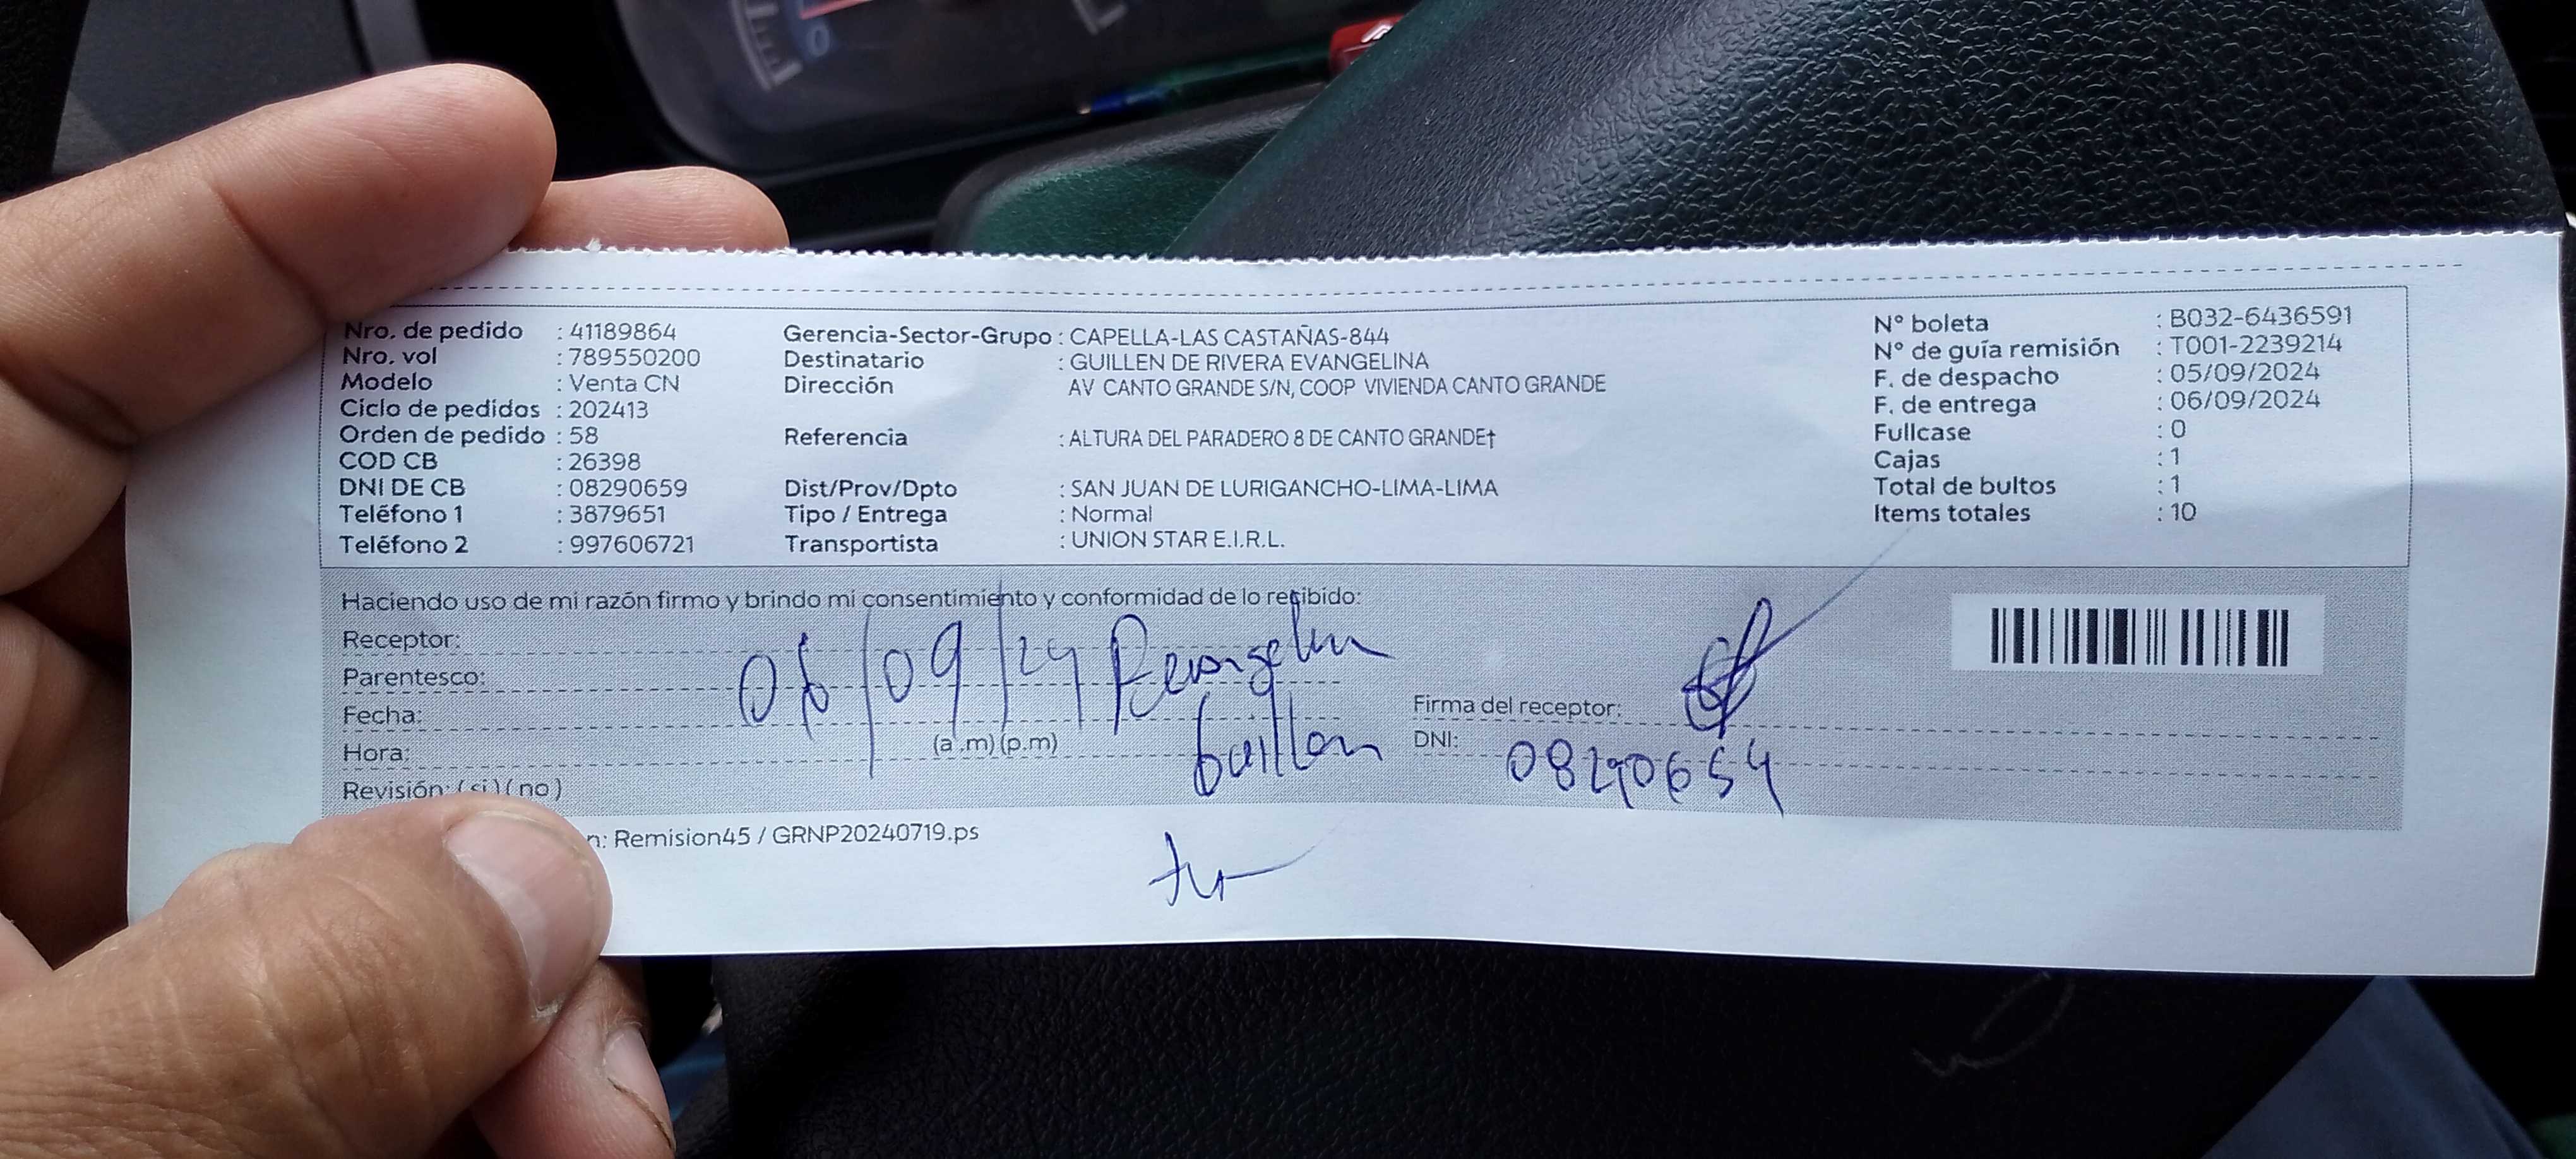 Nro. de pedido : 41189864
Nro. vol : 789550200
Modelo : Venta CN
Ciclo de pedidos : 202413
Orden de pedido : 58
COD CB : 26398
DNI DE CB : 08290659
Teléfono 1 : 3879651
Teléfono 2 : 997606721
Gerencia-Sector-Grupo : CAPELLA-LAS CASTAÑAS-844
Destinatario : GUILLEN DE RIVERA EVANGELINA
Dirección AV CANTO GRANDE S/N, COOP VIVIENDA CANTO GRANDE
Referencia : ALTURA DEL PARADERO 8 DE CANTO GRANDE†
Dist/Prov/Dpto : SAN JUAN DE LURIGANCHO-LIMA-LIMA
Tipo / Entrega : Normal
Transportista : UNION STAR E.I.R.L.
N° boleta : B032-6436591
N° de guía remisión : T001-2239214
F. de despacho : 05/09/2024
F. de entrega : 06/09/2024
Fullcase : 0
Cajas : 1
Total de bultos : 1
Items totales : 10
Haciendo uso de mi razón firmo y brindo mi consentimiento y conformidad de lo recibido:
Receptor:
Parentesco:
06/09/24
Fecha:
Hora: (a.m)(p.m)
Revisión: (si)(no)
Guillen
Firma del receptor:
DNI: 08290659
n: Remision45 / GRNP20240719.ps
0